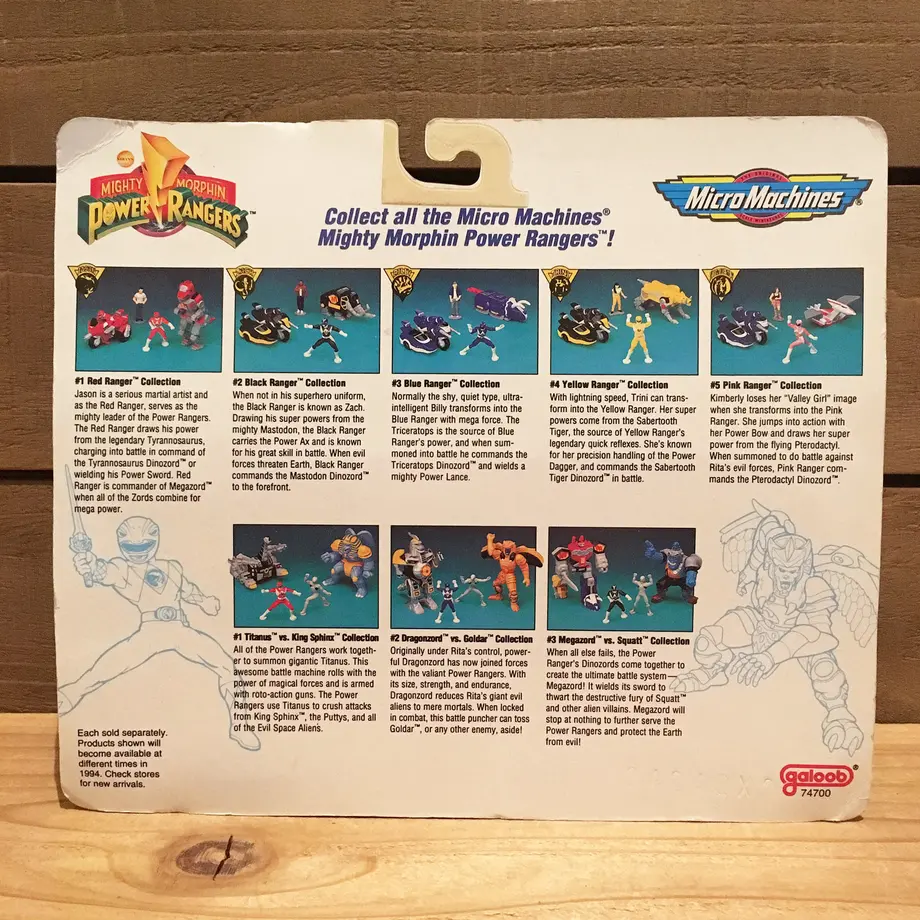 MIGHTY MORPHIN
POWER RANGERS™
Collect all the Micro Machines®
Mighty Morphin Power Rangers™!
THE ORIGINAL
MicroMachines®
SCALE MINIATURES
#1 Red Ranger™ Collection
Jason is a serious martial artist and
as the Red Ranger, serves as the
mighty leader of the Power Rangers.
The Red Ranger draws his power
from the legendary Tyrannosaurus,
charging into battle in command of
the Tyrannosaurus Dinozord™ or
wielding his Power Sword. Red
Ranger is commander of Megazord™
when all of the Zords combine for
mega power.
#2 Black Ranger™ Collection
When not in his superhero uniform,
the Black Ranger is known as Zach.
Drawing his super powers from the
mighty Mastodon, the Black Ranger
carries the Power Ax and is known
for his great skill in battle. When evil
forces threaten Earth, Black Ranger
commands the Mastodon Dinozord™
to the forefront.
#3 Blue Ranger™ Collection
Normally the shy, quiet type, ultra-
intelligent Billy transforms into the
Blue Ranger with mega force. The
Triceratops is the source of Blue
Ranger's power, and when sum-
moned into battle he commands the
Triceratops Dinozord™ and wields a
mighty Power Lance.
#4 Yellow Ranger™ Collection
With lightning speed, Trini can trans-
form into the Yellow Ranger. Her super
powers come from the Sabertooth
Tiger, the source of Yellow Ranger's
legendary quick reflexes. She's known
for her precision handling of the Power
Dagger, and commands the Sabertooth
Tiger Dinozord™ in battle.
#5 Pink Ranger™ Collection
Kimberly loses her "Valley Girl" image
when she transforms into the Pink
Ranger. She jumps into action with
her Power Bow and draws her super
power from the flying Pterodactyl.
When summoned to do battle against
Rita's evil forces, Pink Ranger com-
mands the Pterodactyl Dinozord™.
#1 Titanus™ vs. King Sphinx™ Collection
All of the Power Rangers work togeth-
er to summon gigantic Titanus. This
awesome battle machine rolls with the
power of magical forces and is armed
with roto-action guns. The Power
Rangers use Titanus to crush attacks
from King Sphinx™, the Puttys, and all
of the Evil Space Aliens.
#2 Dragonzord™ vs. Goldar™ Collection
Originally under Rita's control, power-
ful Dragonzord has now joined forces
with the valiant Power Rangers. With
its size, strength, and endurance,
Dragonzord reduces Rita's giant evil
aliens to mere mortals. When locked
in combat, this battle puncher can toss
Goldar™, or any other enemy, aside!
#3 Megazord™ vs. Squatt™ Collection
When all else fails, the Power
Ranger's Dinozords come together to
create the ultimate battle system—
Megazord! It wields its sword to
thwart the destructive fury of Squatt™
and other alien villains. Megazord will
stop at nothing to further serve the
Power Rangers and protect the Earth
from evil!
Each sold separately.
Products shown will
become available at
different times in
1994. Check stores
for new arrivals.
galoob®
74700